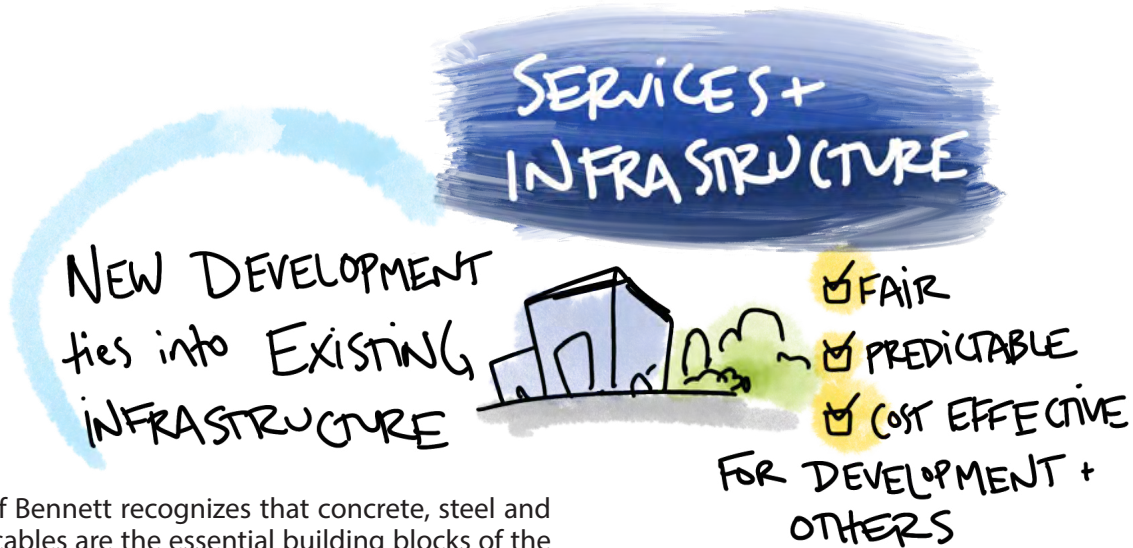 SERVICES +
INFRASTRUCTURE
NEW DEVELOPMENT
ties into EXISTING
INFRASTRUCTURE
FAIR
PREDICTABLE
COST EFFECTIVE
FOR DEVELOPMENT +
OTHERS
f Bennett recognizes that concrete, steel and
cables are the essential building blocks of the